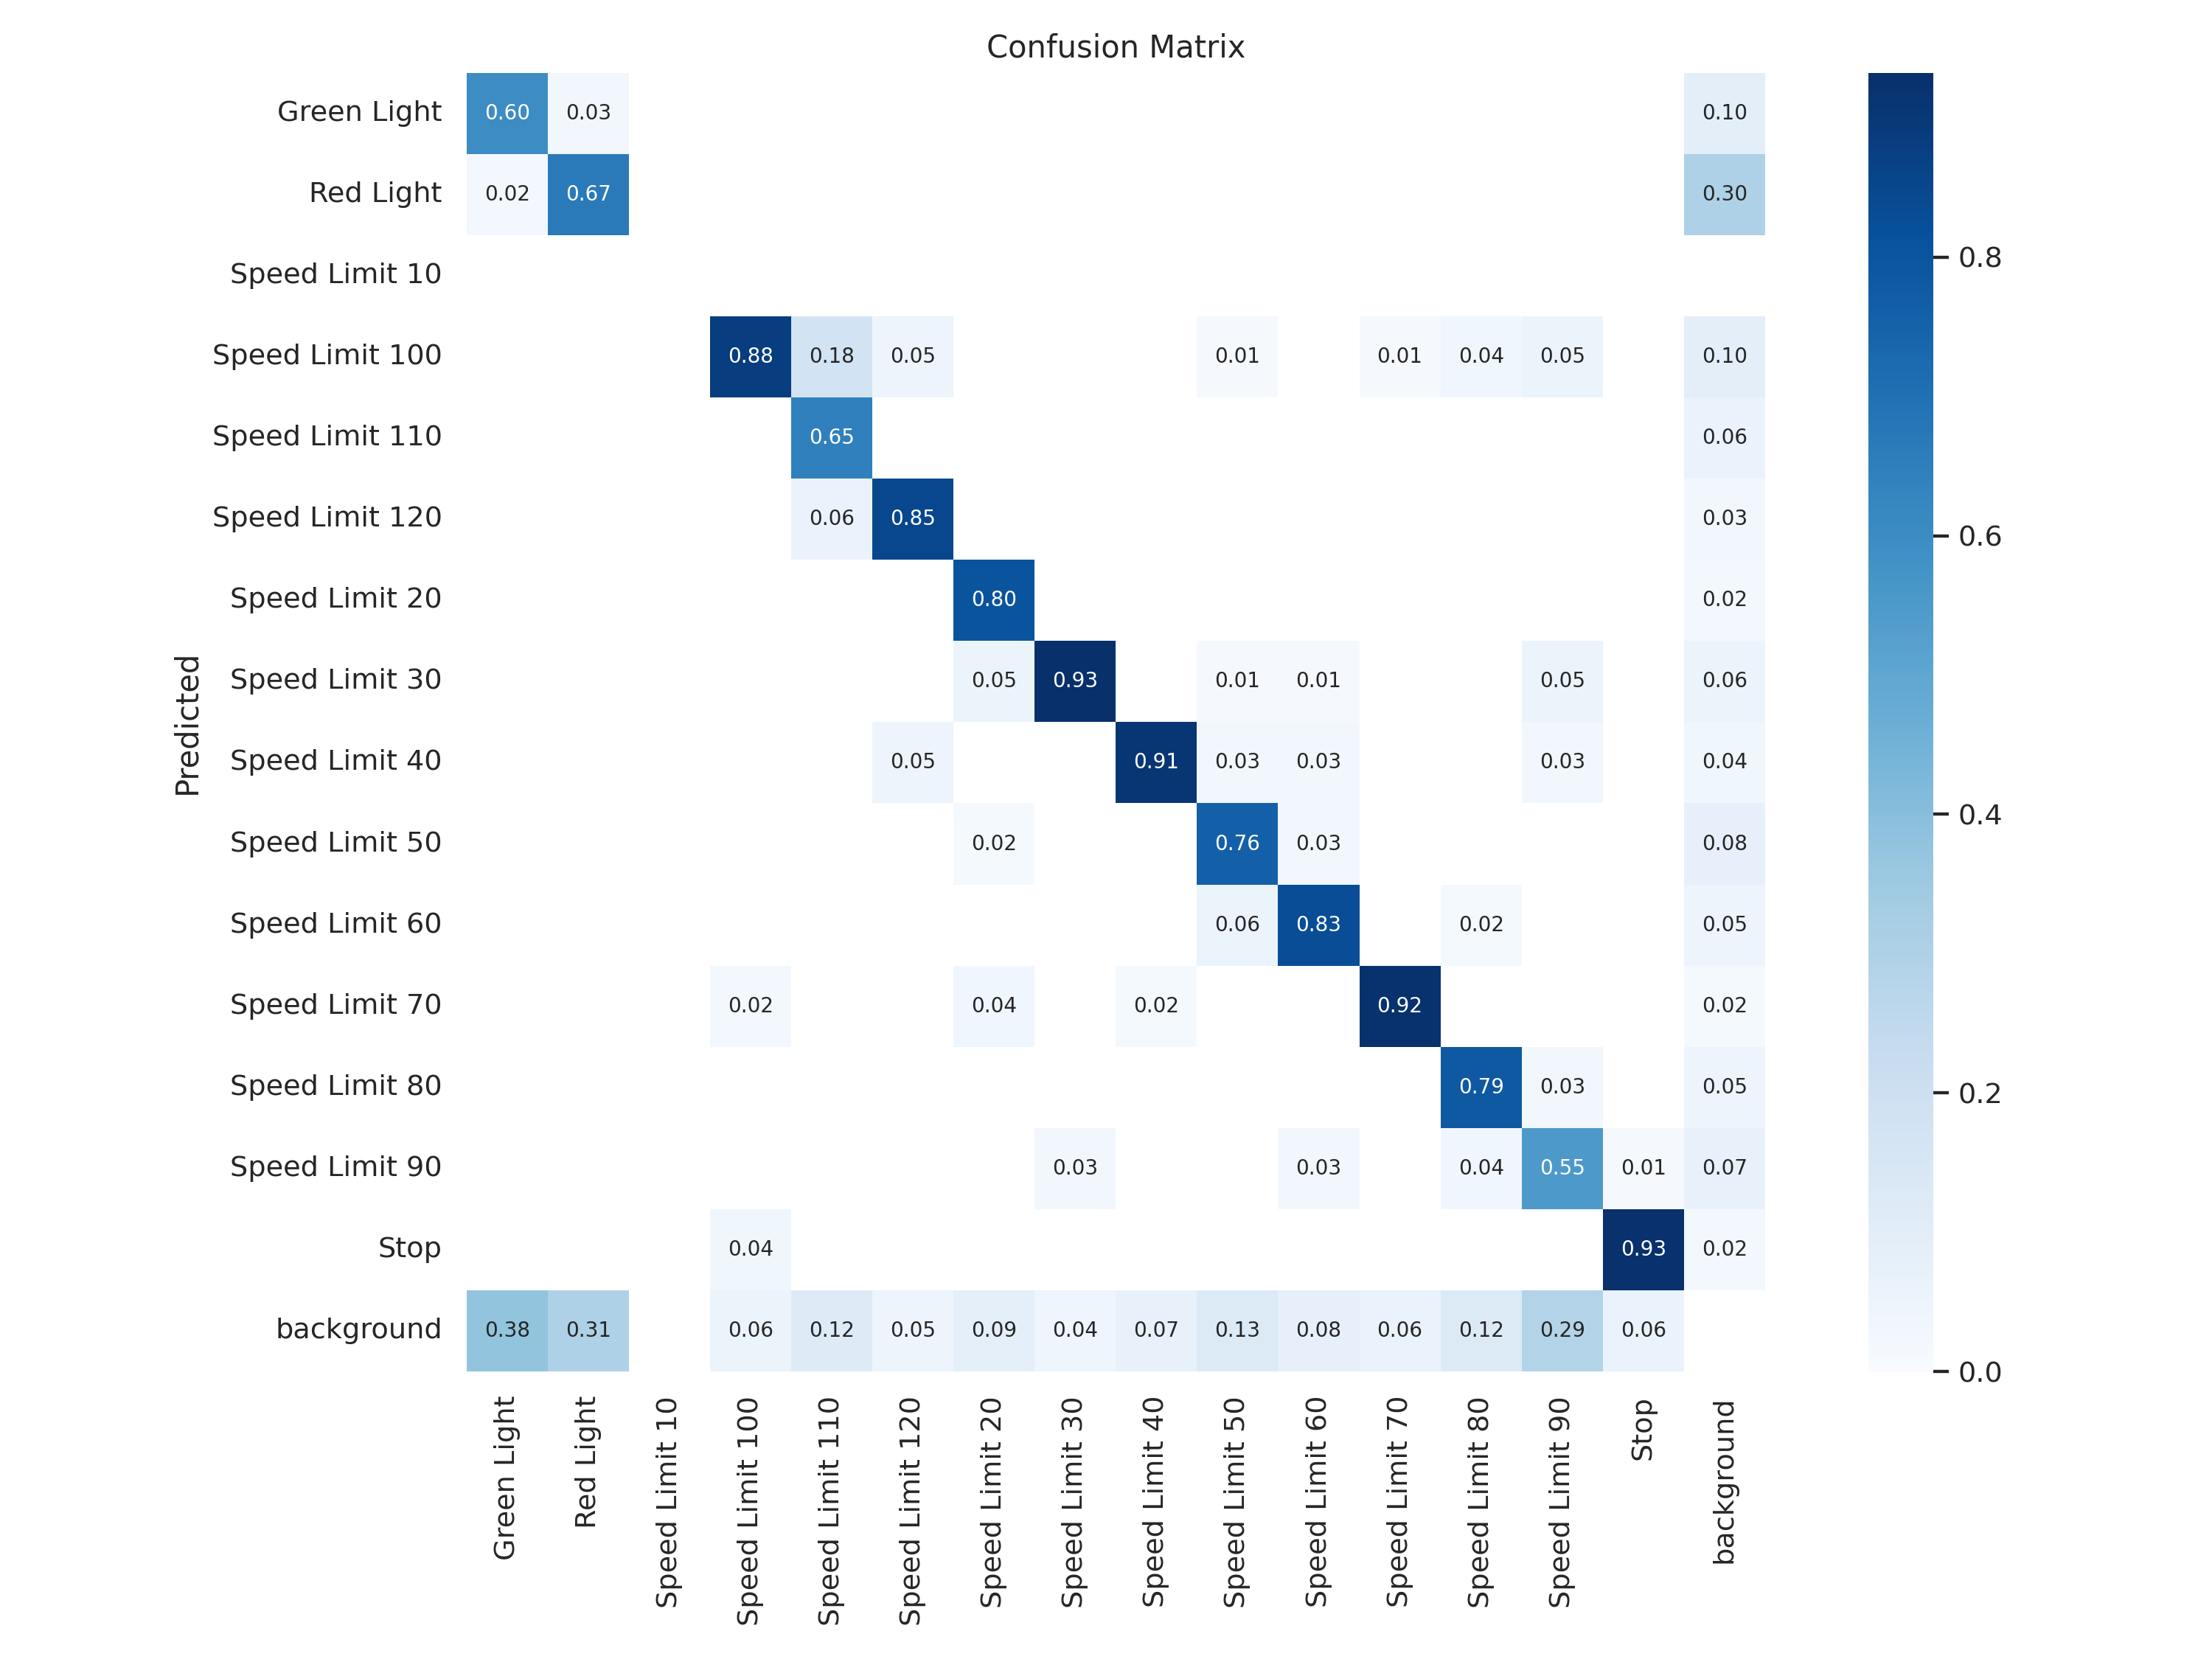 Confusion Matrix
Green Light 0.60 0.03 0.10
Red Light 0.02 0.67 0.30
Speed Limit 10
Speed Limit 100 0.88 0.18 0.05 0.01 0.01 0.04 0.05 0.10
Speed Limit 110 0.65 0.06
Speed Limit 120 0.06 0.85 0.03
Speed Limit 20 0.80 0.02
Speed Limit 30 0.05 0.93 0.01 0.01 0.05 0.06
Speed Limit 40 0.05 0.91 0.03 0.03 0.03 0.04
Speed Limit 50 0.02 0.76 0.03 0.08
Speed Limit 60 0.06 0.83 0.02 0.05
Speed Limit 70 0.02 0.04 0.02 0.92 0.02
Speed Limit 80 0.79 0.03 0.05
Speed Limit 90 0.03 0.03 0.04 0.55 0.01 0.07
Stop 0.04 0.93 0.02
background 0.38 0.31 0.06 0.12 0.05 0.09 0.04 0.07 0.13 0.08 0.06 0.12 0.29 0.06
Predicted
Green Light
Red Light
Speed Limit 10
Speed Limit 100
Speed Limit 110
Speed Limit 120
Speed Limit 20
Speed Limit 30
Speed Limit 40
Speed Limit 50
Speed Limit 60
Speed Limit 70
Speed Limit 80
Speed Limit 90
Stop
background
0.8
0.6
0.4
0.2
0.0